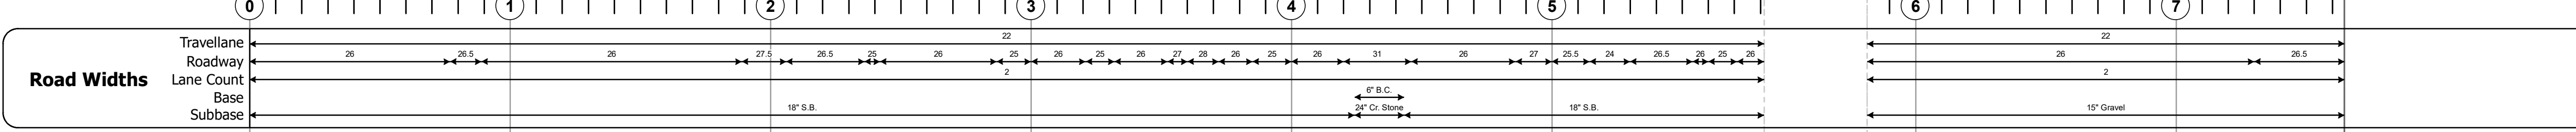 0 1 2 3 4 5 6 7
Road Widths
Travellane 22 22
Roadway 26 26.5 26 27.5 26.5 25 26 25 26 25 26 27 28 26 25 26 31 26 27 25.5 24 26.5 26 25 26 26 26.5
Lane Count 2 2
Base 6" B.C.
Subbase 18" S.B. 24" Cr. Stone 18" S.B. 15" Gravel